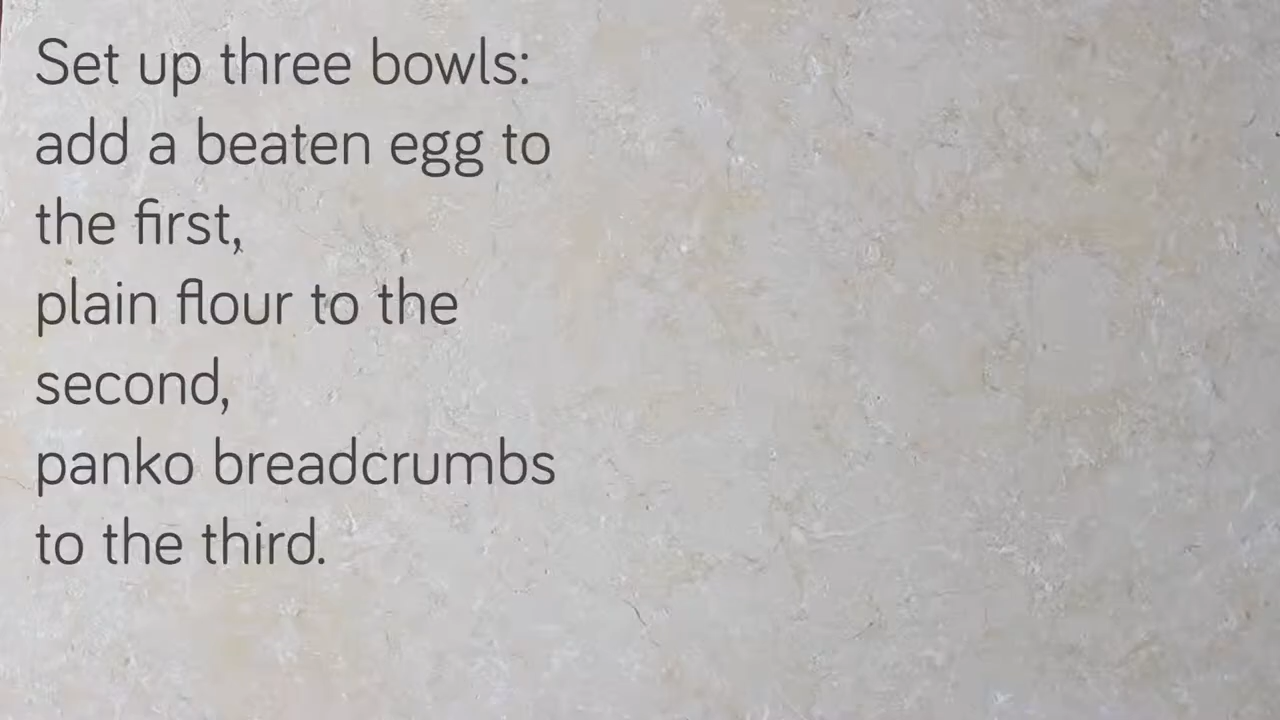 Set up three bowls:
add a beaten egg to
the first,
plain flour to the
second,
panko breadcrumbs
to the third.